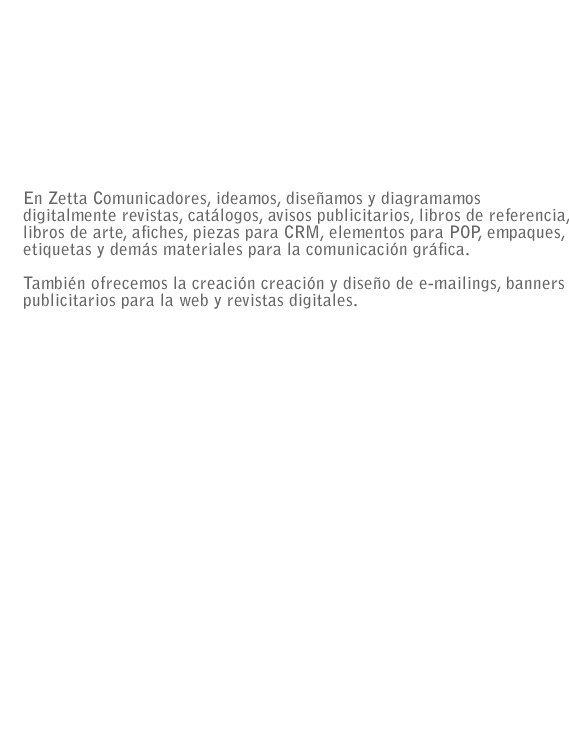 En Zetta Comunicadores, ideamos, diseñamos y diagramamos
digitalmente revistas, catálogos, avisos publicitarios, libros de referencia,
libros de arte, afiches, piezas para CRM, elementos para POP, empaques,
etiquetas y demás materiales para la comunicación gráfica.
También ofrecemos la creación creación y diseño de e-mailings, banners
publicitarios para la web y revistas digitales.